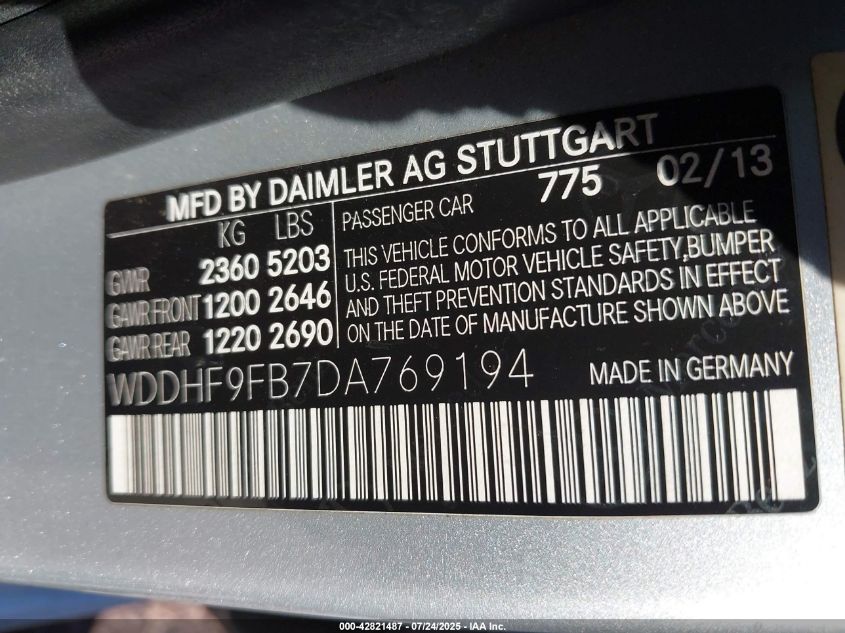 MFD BY DAIMLER AG STUTTGART
KG LBS
GVWR 2360 5203
GAWR FRONT 1200 2646
GAWR REAR 1220 2690
PASSENGER CAR 775 02/13
THIS VEHICLE CONFORMS TO ALL APPLICABLE
U.S. FEDERAL MOTOR VEHICLE SAFETY,BUMPER
AND THEFT PREVENTION STANDARDS IN EFFECT
ON THE DATE OF MANUFACTURE SHOWN ABOVE
WDDHF9FB7DA769194 MADE IN GERMANY
000-42821487 - 07/24/2025 - IAA Inc.